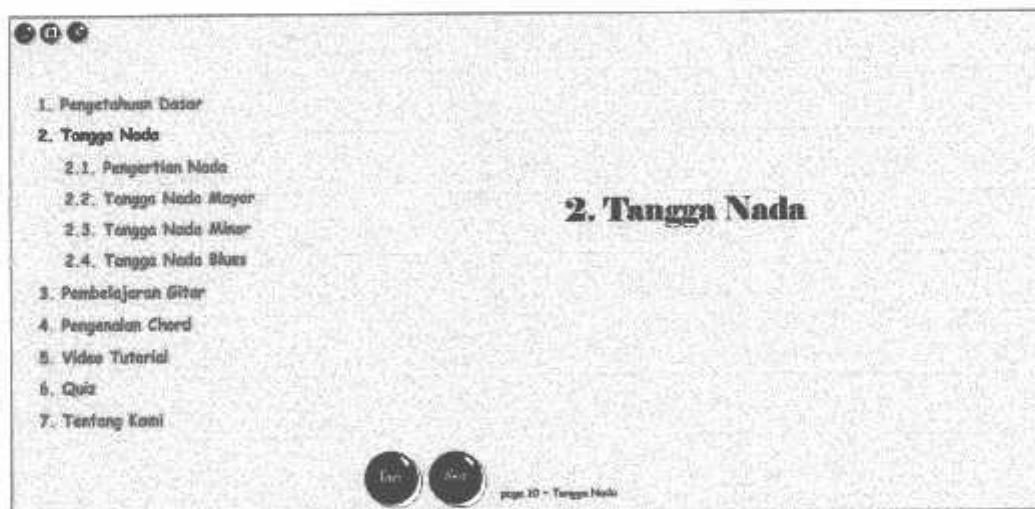 1. Pengetahuan Dasar
2. Tangga Nada
2.1. Pengertian Nada
2.2. Tangga Nada Mayor
2.3. Tangga Nada Minor
2.4. Tangga Nada Blues
3. Pembelajaran Gitar
4. Pengenalan Chord
5. Video Tutorial
6. Quiz
7. Tentang Kami
2. Tangga Nada
page 20 - Tangga Nada